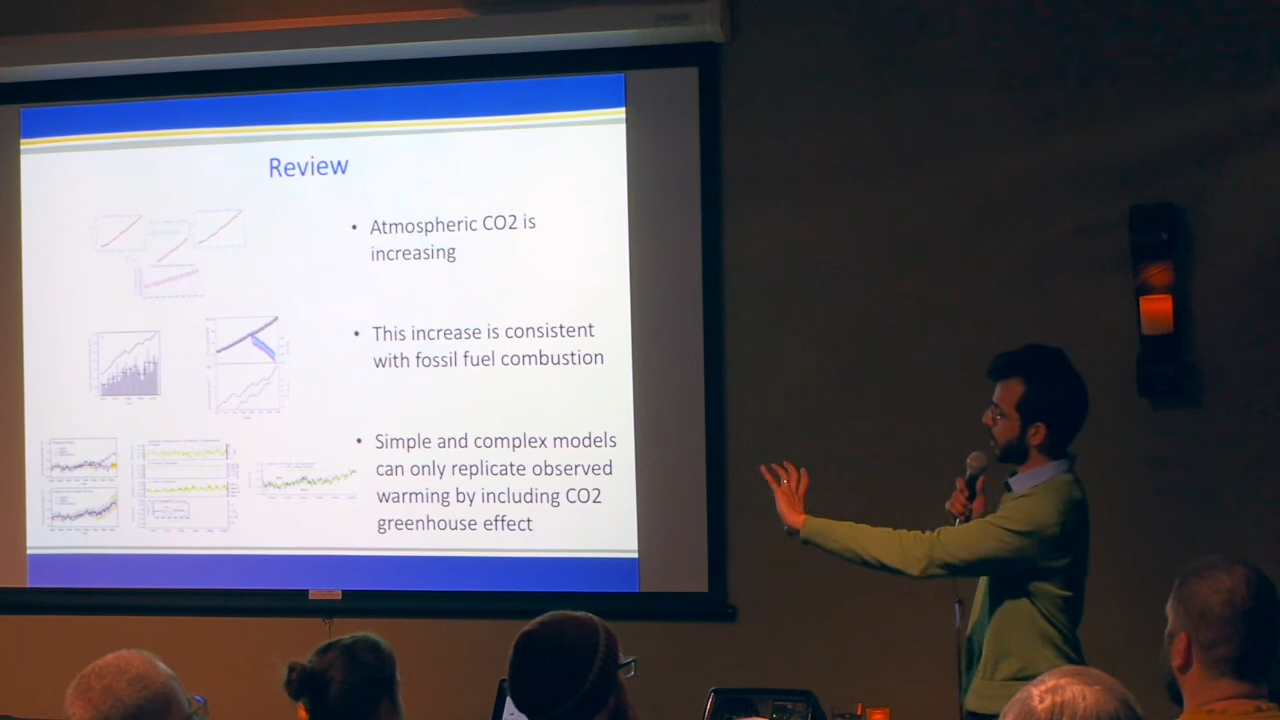 Review
• Atmospheric CO2 is
increasing
• This increase is consistent
with fossil fuel combustion
• Simple and complex models
can only replicate observed
warming by including CO2
greenhouse effect